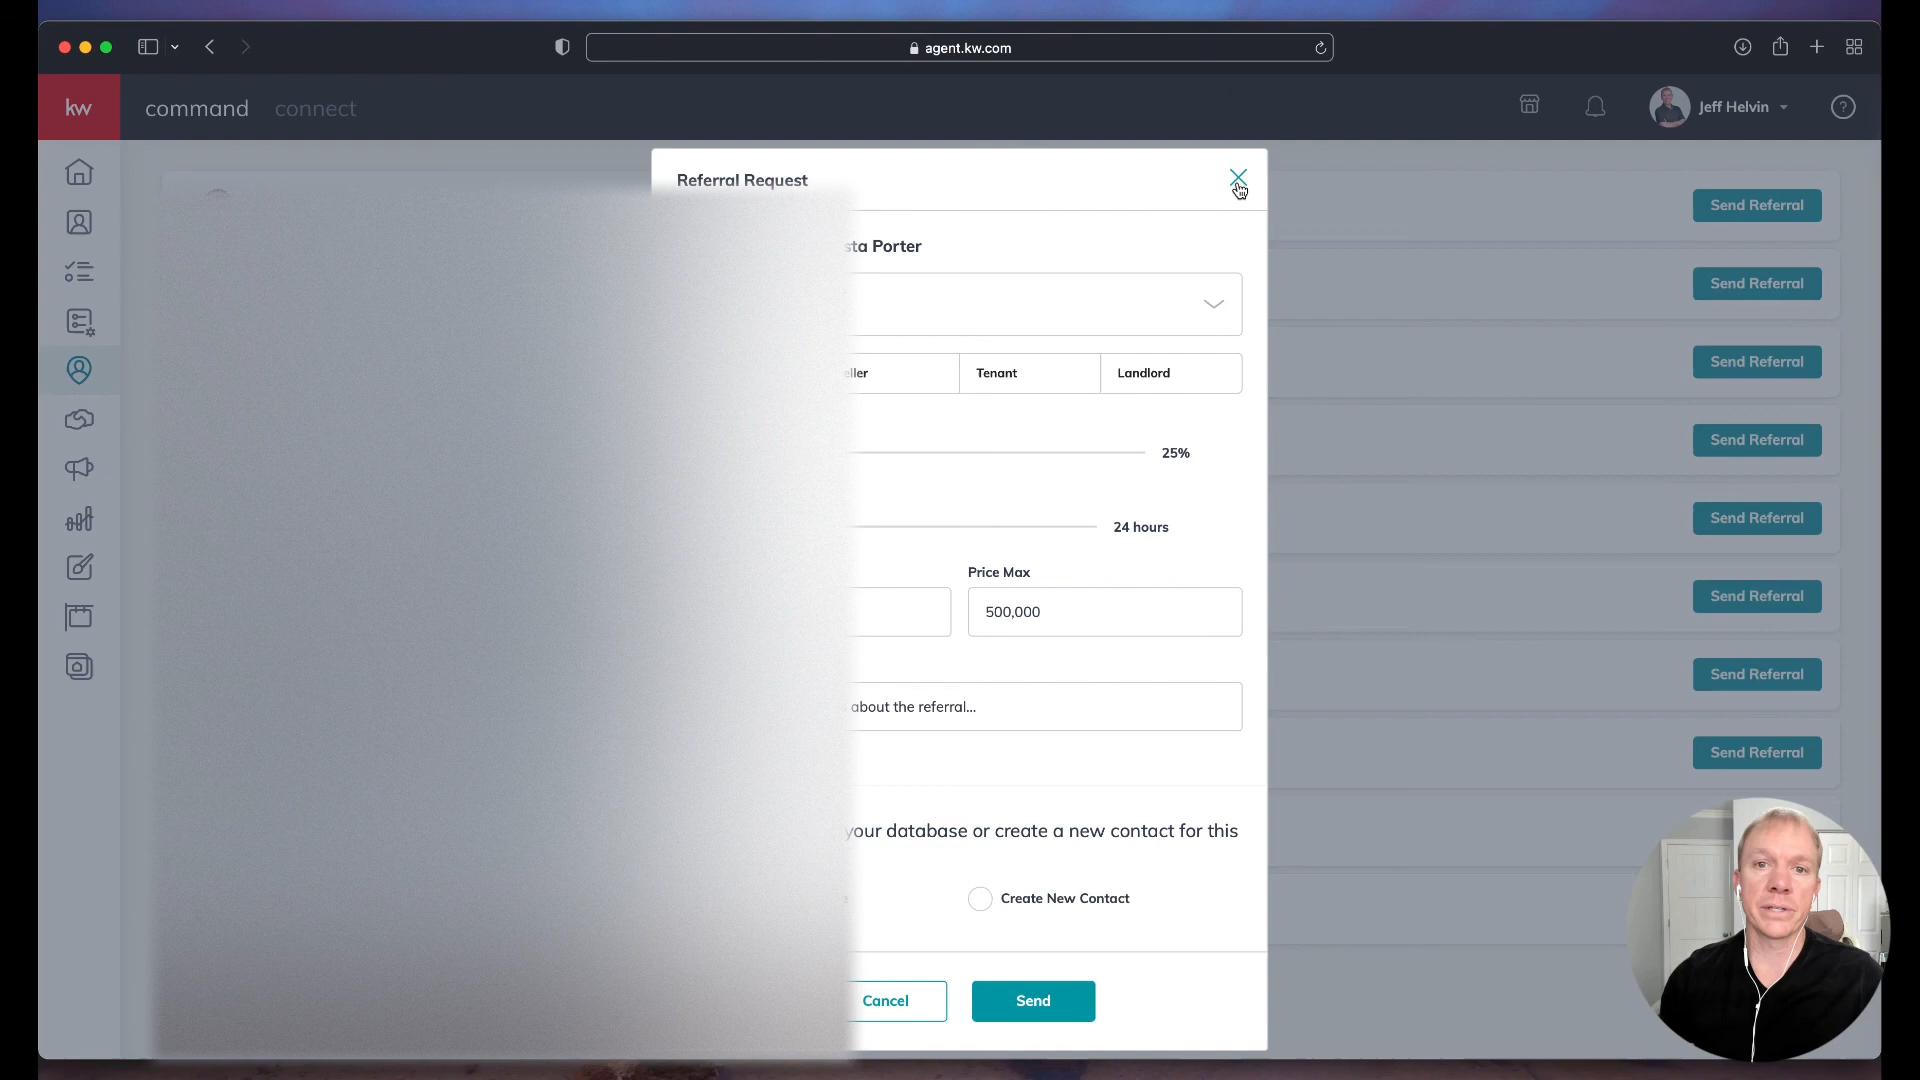 agent.kw.com
kw
command
connect
Jeff Helvin
?
Referral Request
Porter
Send Referral
Send Referral
Send Referral
Send Referral
Send Referral
Send Referral
Send Referral
Send Referral
Tenant
Landlord
25%
24 hours
Price Max
500,000
about the referral...
your database or create a new contact for this
Create New Contact
Cancel
Send